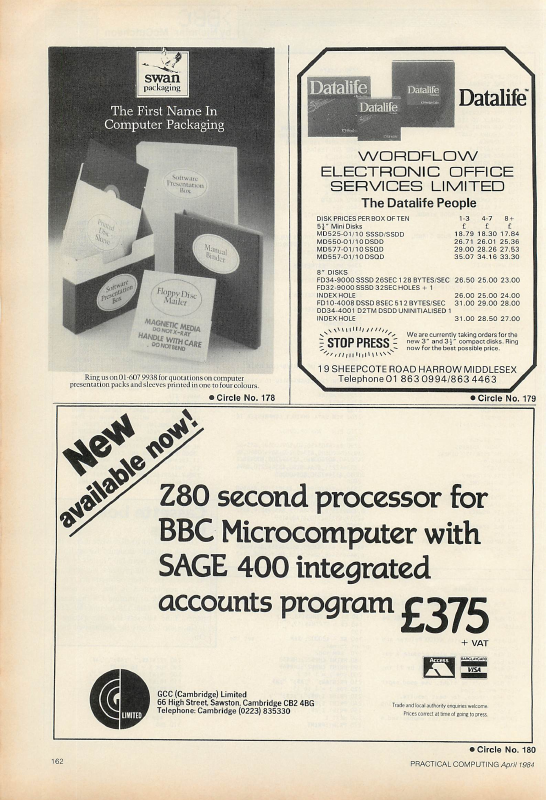 swan
packaging
The First Name In
Computer Packaging
Software
Presentation
Box
Printed
Disc
Sleeve
Manual
Binder
Software
Presentation
Box
Floppy Disc
Mailer
MAGNETIC MEDIA
DO NOT X-RAY
HANDLE WITH CARE
DO NOT BEND
Ring us on 01-607 9938 for quotations on computer
presentation packs and sleeves printed in one to four colours.
● Circle No. 178
Datalife
Datalife
Datalife
Datalife™
WORDFLOW
ELECTRONIC OFFICE
SERVICES LIMITED
The Datalife People
DISK PRICES PER BOX OF TEN 1-3 4-7 8+
5¼" Mini Disks £ £ £
MD525-01/10 SSSD/SSDD 18.79 18.30 17.84
MD550-01/10 DSDD 26.71 26.01 25.36
MD577-01/10 SSQD 29.00 28.26 27.53
MD557-01/10 DSQD 35.07 34.16 33.30
8" DISKS
FD34-9000 SSSD 26SEC 128 BYTES/SEC 26.50 25.00 23.00
FD32-9000 SSSD 32SEC HOLES + 1
INDEX HOLE 26.00 25.00 24.00
FD10-4008 DSSD 8SEC 512 BYTES/SEC 31.00 29.00 28.00
DD34-4001 D2TM DSDD UNINITIALISED 1
INDEX HOLE 31.00 28.50 27.00
STOP PRESS
We are currently taking orders for the
new 3" and 3½" compact disks. Ring
now for the best possible price.
19 SHEEPCOTE ROAD HARROW MIDDLESEX
Telephone 01 863 0994/863 4463
● Circle No. 179
New
available now!
Z80 second processor for
BBC Microcomputer with
SAGE 400 integrated
accounts program £375
+ VAT
Access
BARCLAYCARD
VISA
G
LIMITED
GCC (Cambridge) Limited
66 High Street, Sawston, Cambridge CB2 4BG
Telephone: Cambridge (0223) 835330
Trade and local authority enquires welcome
Prices correct at time of going to press
● Circle No. 180
162
PRACTICAL COMPUTING April 1984